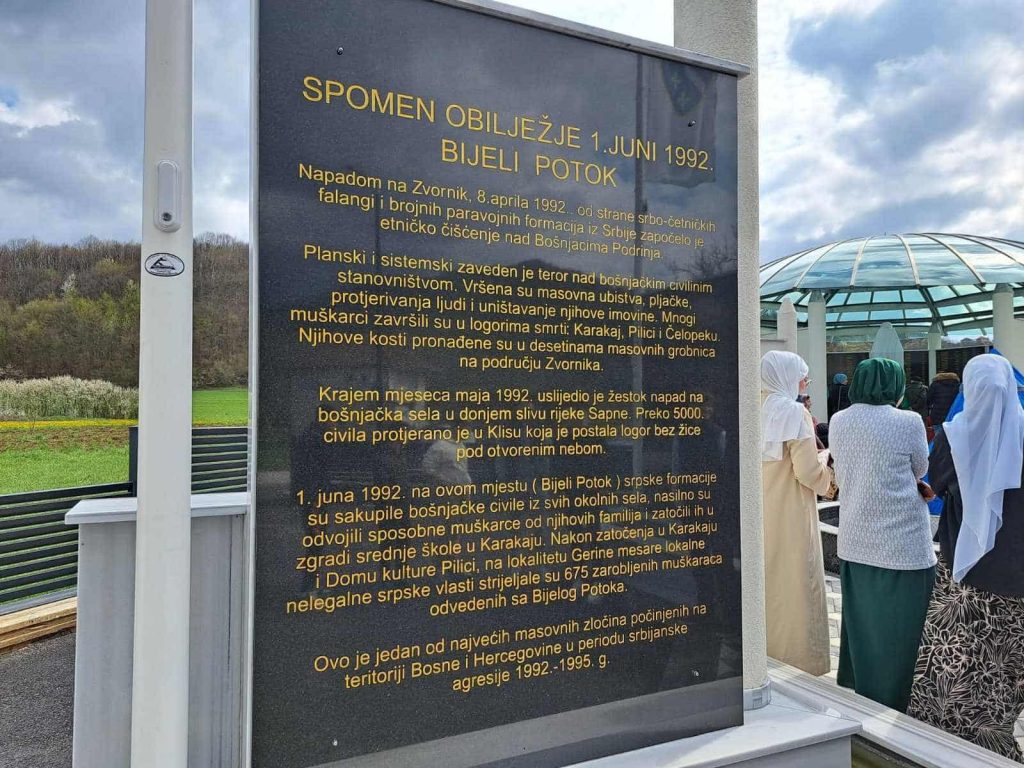 SPOMEN OBILJEŽJE 1.JUNI 1992.
BIJELI POTOK
Napadom na Zvornik, 8.aprila 1992.. od strane srbo-četničkih
falangi i brojnih paravojnih formacija iz Srbije započelo je
etničko čišćenje nad Bošnjacima Podrinja.
Planski i sistemski zaveden je teror nad bošnjačkim civilnim
stanovništvom. Vršena su masovna ubistva, pljačke,
protjerivanja ljudi i uništavanje njihove imovine. Mnogi
muškarci završili su u logorima smrti: Karakaj, Pilici i Čelopeku.
Njihove kosti pronađene su u desetinama masovnih grobnica
na području Zvornika.
Krajem mjeseca maja 1992. uslijedio je žestok napad na
bošnjačka sela u donjem slivu rijeke Sapne. Preko 5000.
civila protjerano je u Klisu koja je postala logor bez žice
pod otvorenim nebom.
1. juna 1992. na ovom mjestu ( Bijeli Potok ) srpske formacije
su sakupile bošnjačke civile iz svih okolnih sela, nasilno su
odvojili sposobne muškarce od njihovih familija i zatočili ih u
zgradi srednje škole u Karakaju. Nakon zatočenja u Karakaju
i Domu kulture Pilici, na lokalitetu Gerine mesare lokalne
nelegalne srpske vlasti strijeljale su 675 zarobljenih muškaraca
odvedenih sa Bijelog Potoka.
Ovo je jedan od najvećih masovnih zločina počinjenih na
teritoriji Bosne i Hercegovine u periodu srbijanske
agresije 1992.-1995. g.